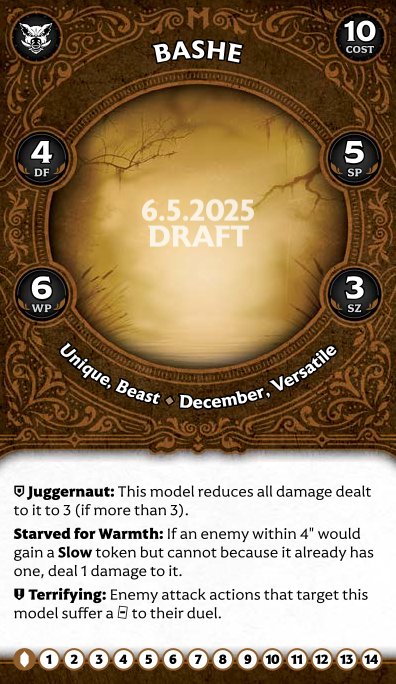 BASHE
10
COST
4
DF
5
SP
6.5.2025
DRAFT
6
WP
3
SZ
Unique, Beast ◆ December, Versatile
Juggernaut: This model reduces all damage dealt
to it to 3 (if more than 3).
Starved for Warmth: If an enemy within 4" would
gain a Slow token but cannot because it already has
one, deal 1 damage to it.
Terrifying: Enemy attack actions that target this
model suffer a to their duel.
1 2 3 4 5 6 7 8 9 10 11 12 13 14